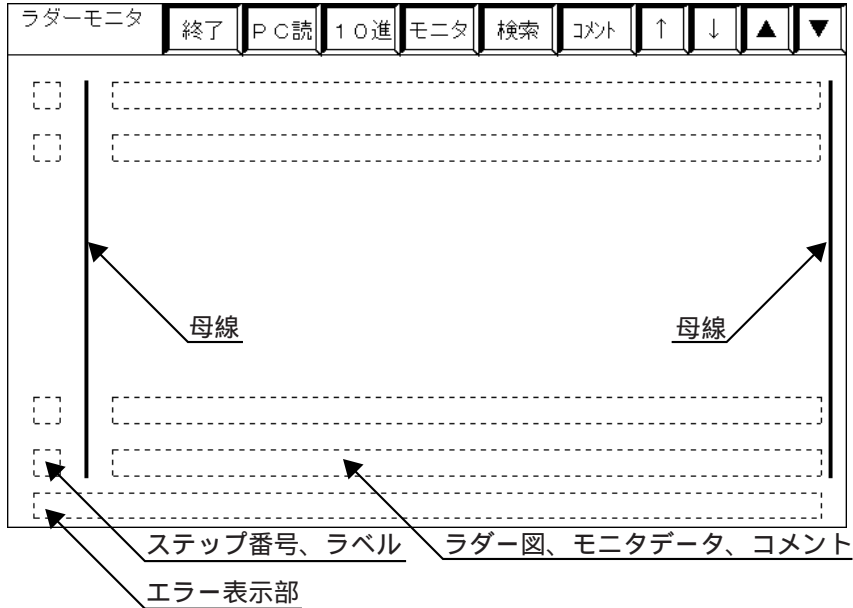 ラダーモニタ 終了 PC読 10進 モニタ 検索 ｺﾒﾝﾄ ↑ ↓ ▲ ▼
母線 母線
ステップ番号、ラベル ラダー図、モニタデータ、コメント
エラー表示部